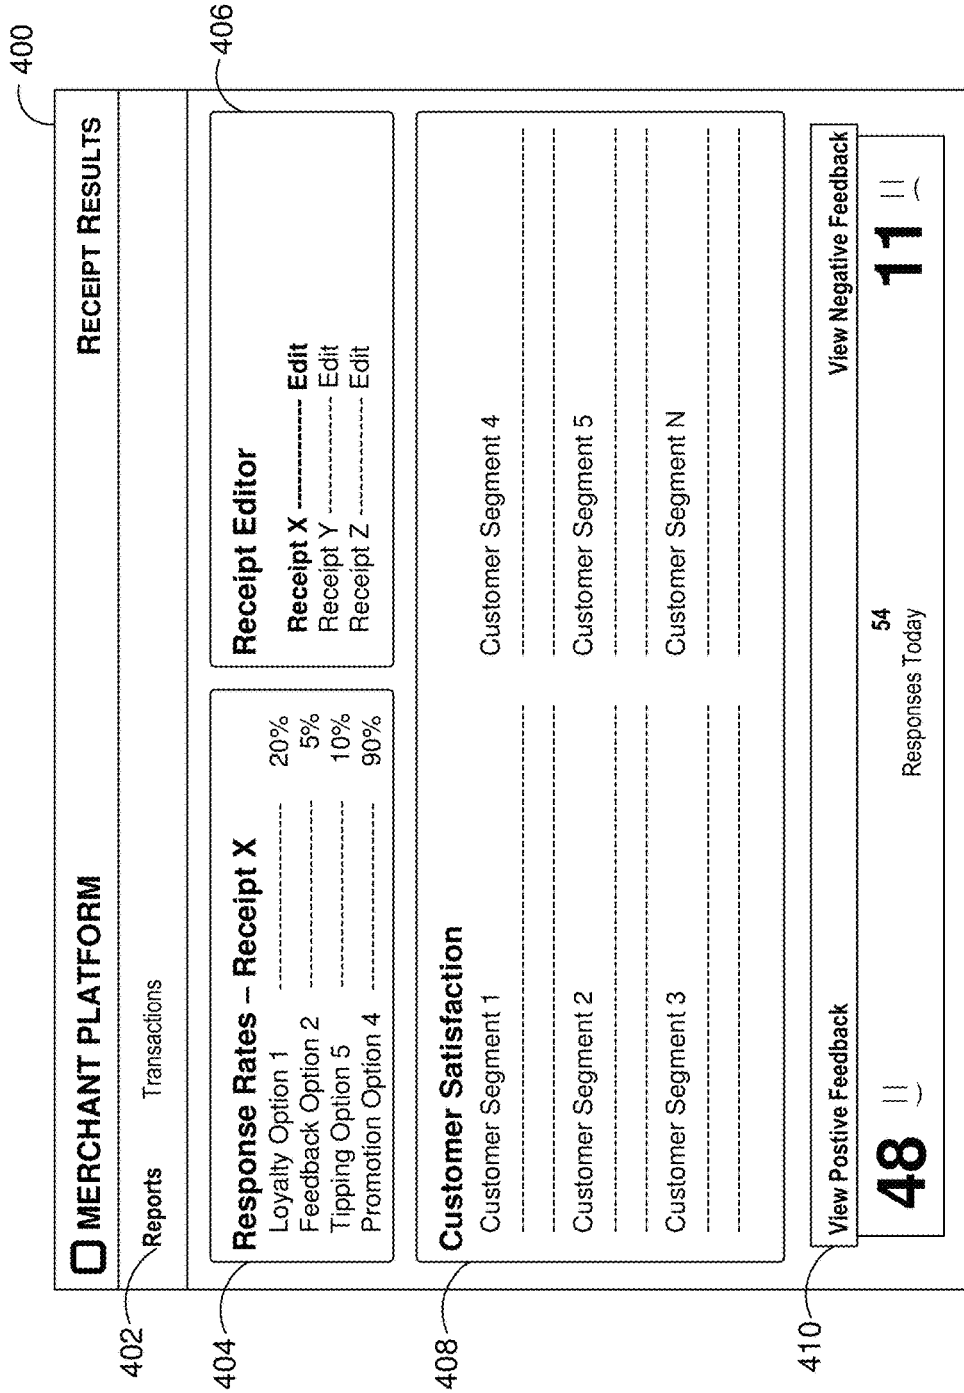 400
MERCHANT PLATFORM RECEIPT RESULTS
402
Reports Transactions
404
Response Rates – Receipt X
Loyalty Option 1 ---------------------- 20%
Feedback Option 2 ---------------- 5%
Tipping Option 5 -------------------- 10%
Promotion Option 4 --------------- 90%
406
Receipt Editor
Receipt X ------------ Edit
Receipt Y -------------- Edit
Receipt Z -------------- Edit
408
Customer Satisfaction
Customer Segment 1
Customer Segment 2
Customer Segment 3
Customer Segment 4
Customer Segment 5
Customer Segment N
410
View Postive Feedback View Negative Feedback
48 54 11
Responses Today